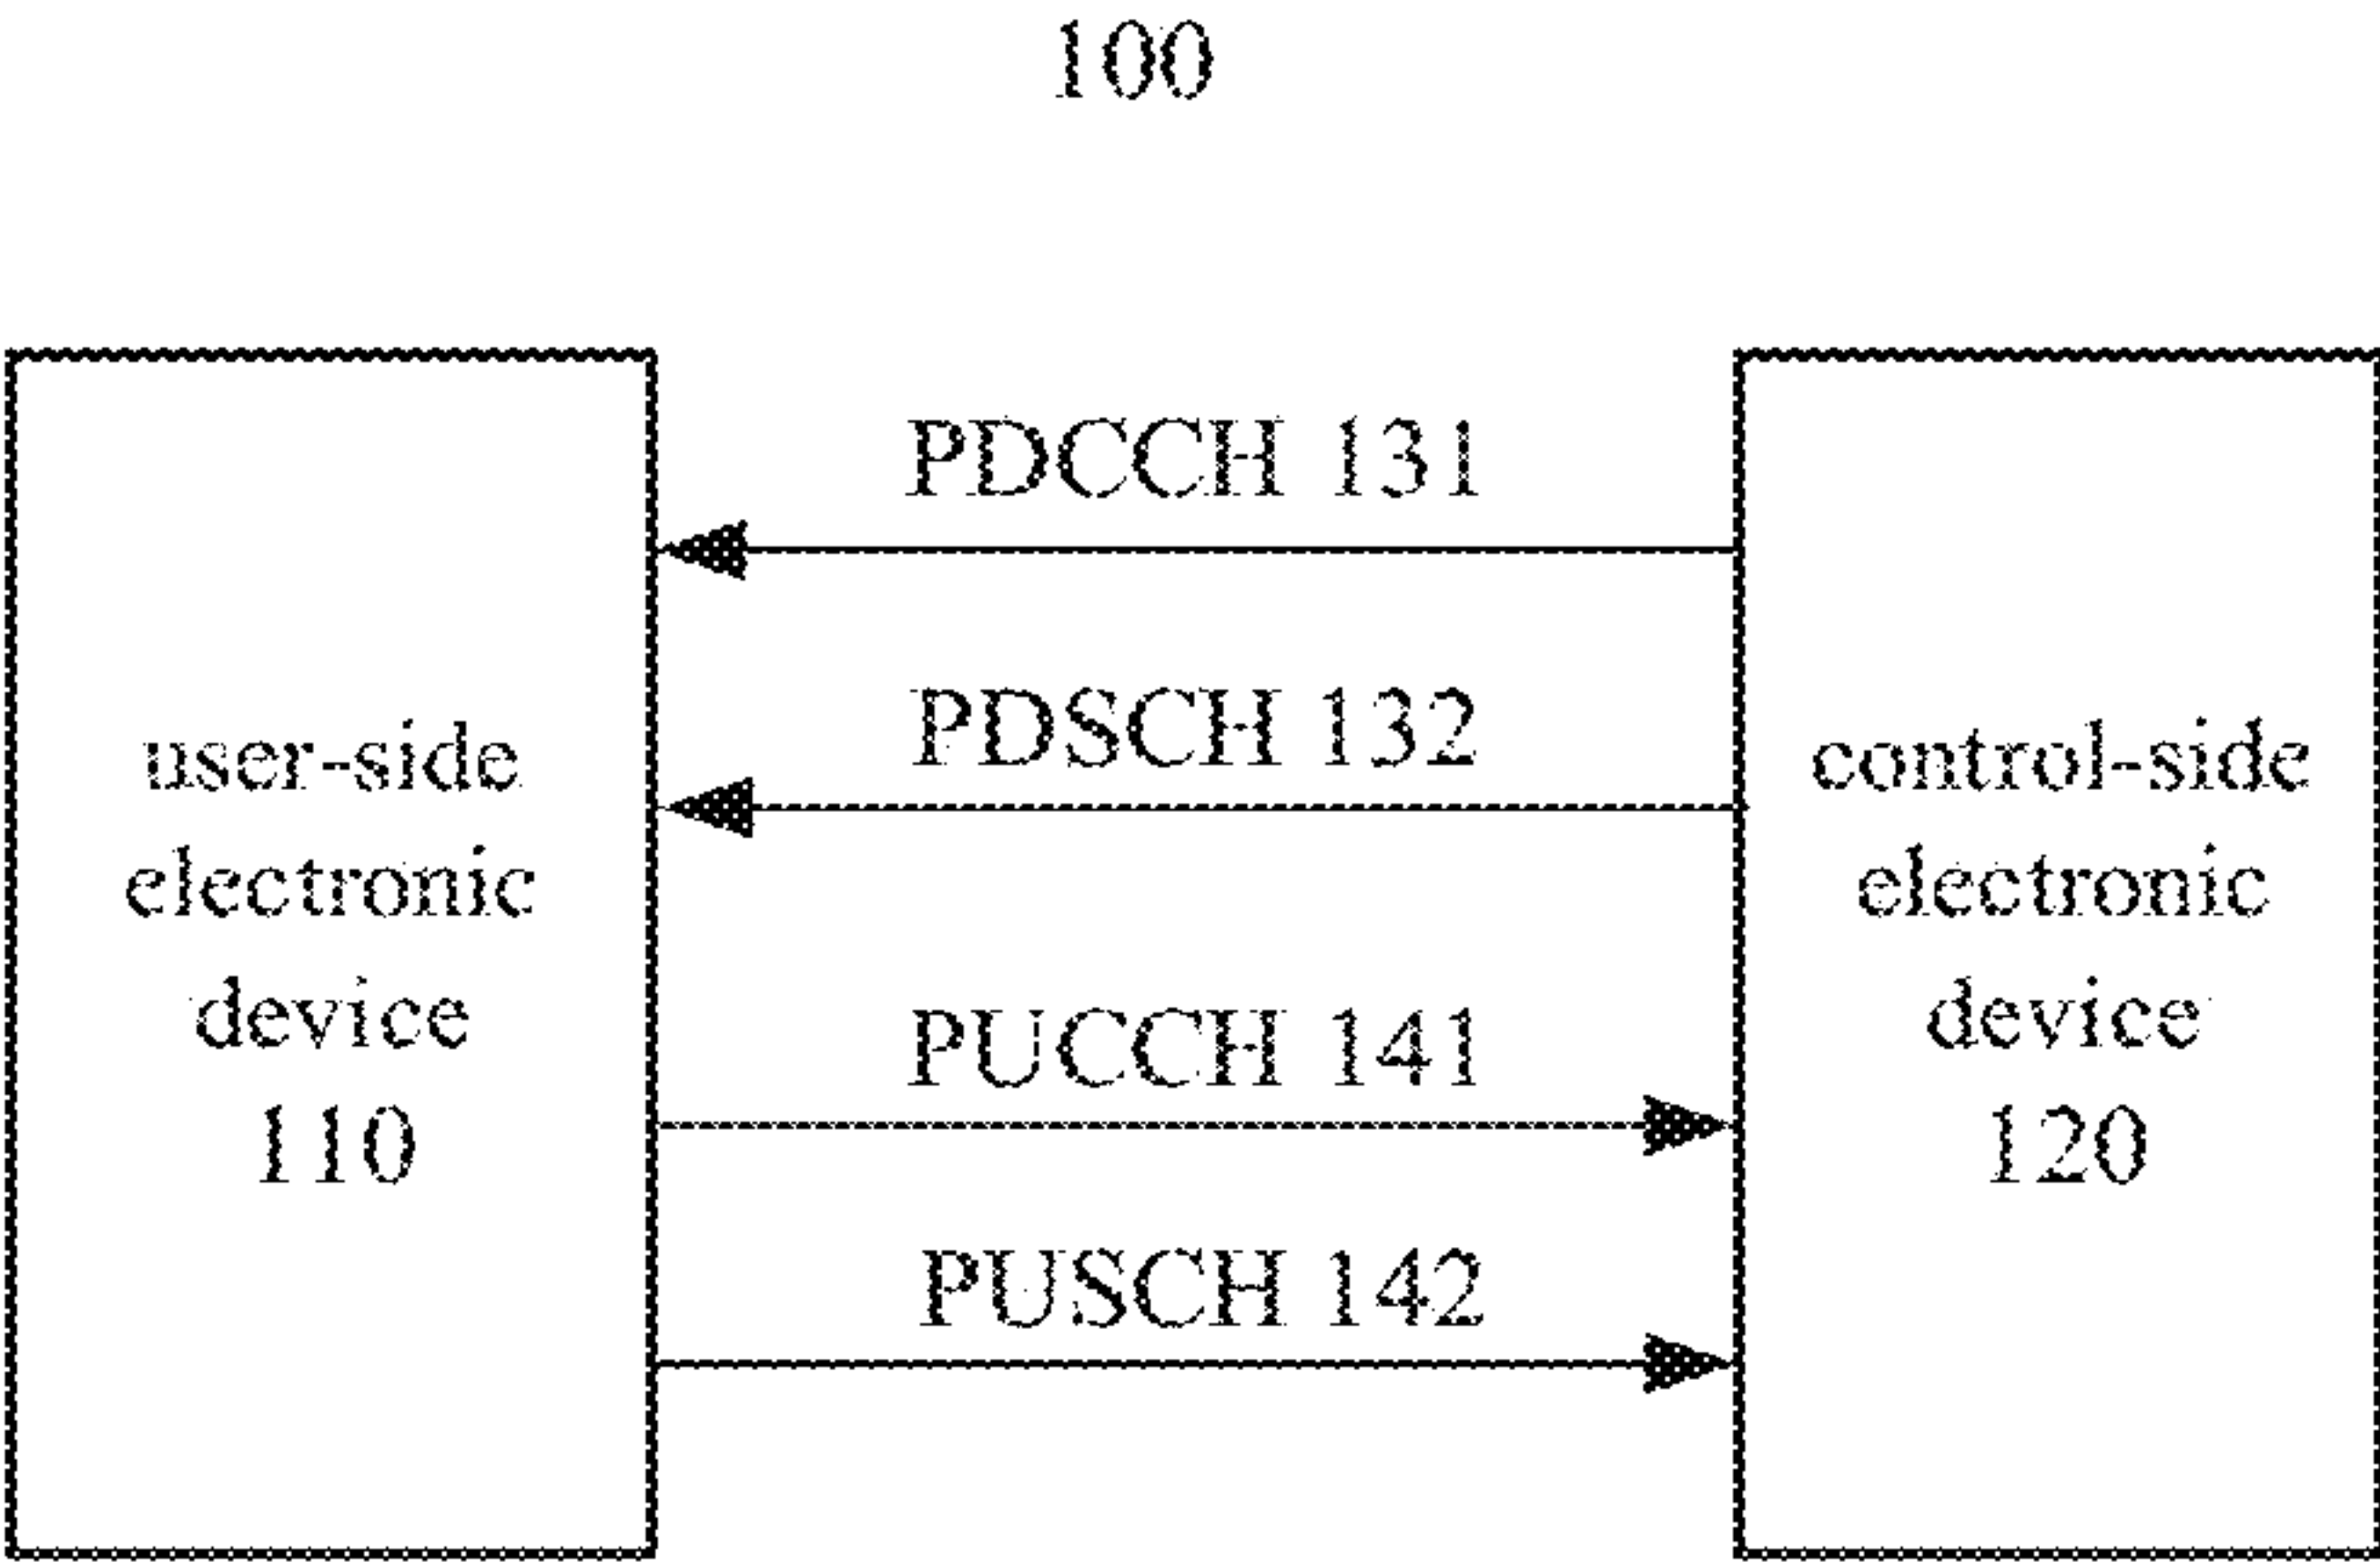 100
PDCCH 131
PDSCH 132
user-side
electronic
device
110
control-side
electronic
device
120
PUCCH 141
PUSCH 142